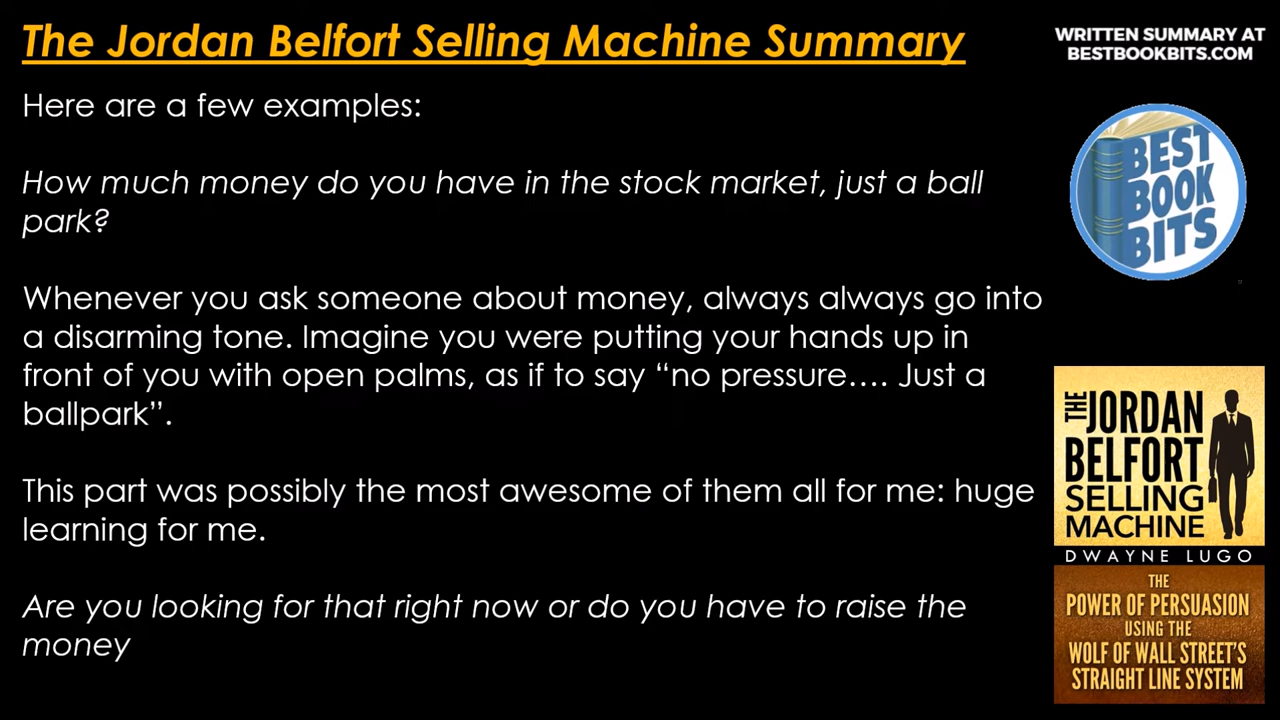 The Jordan Belfort Selling Machine Summary
WRITTEN SUMMARY AT
BESTBOOKBITS.COM
Here are a few examples:
How much money do you have in the stock market, just a ball
park?
Whenever you ask someone about money, always always go into
a disarming tone. Imagine you were putting your hands up in
front of you with open palms, as if to say “no pressure…. Just a
ballpark”.
This part was possibly the most awesome of them all for me: huge
learning for me.
Are you looking for that right now or do you have to raise the
money
BEST
BOOK
BITS
THE
JORDAN
BELFORT
SELLING
MACHINE
DWAYNE LUGO
THE
POWER OF PERSUASION
USING THE
WOLF OF WALL STREET'S
STRAIGHT LINE SYSTEM